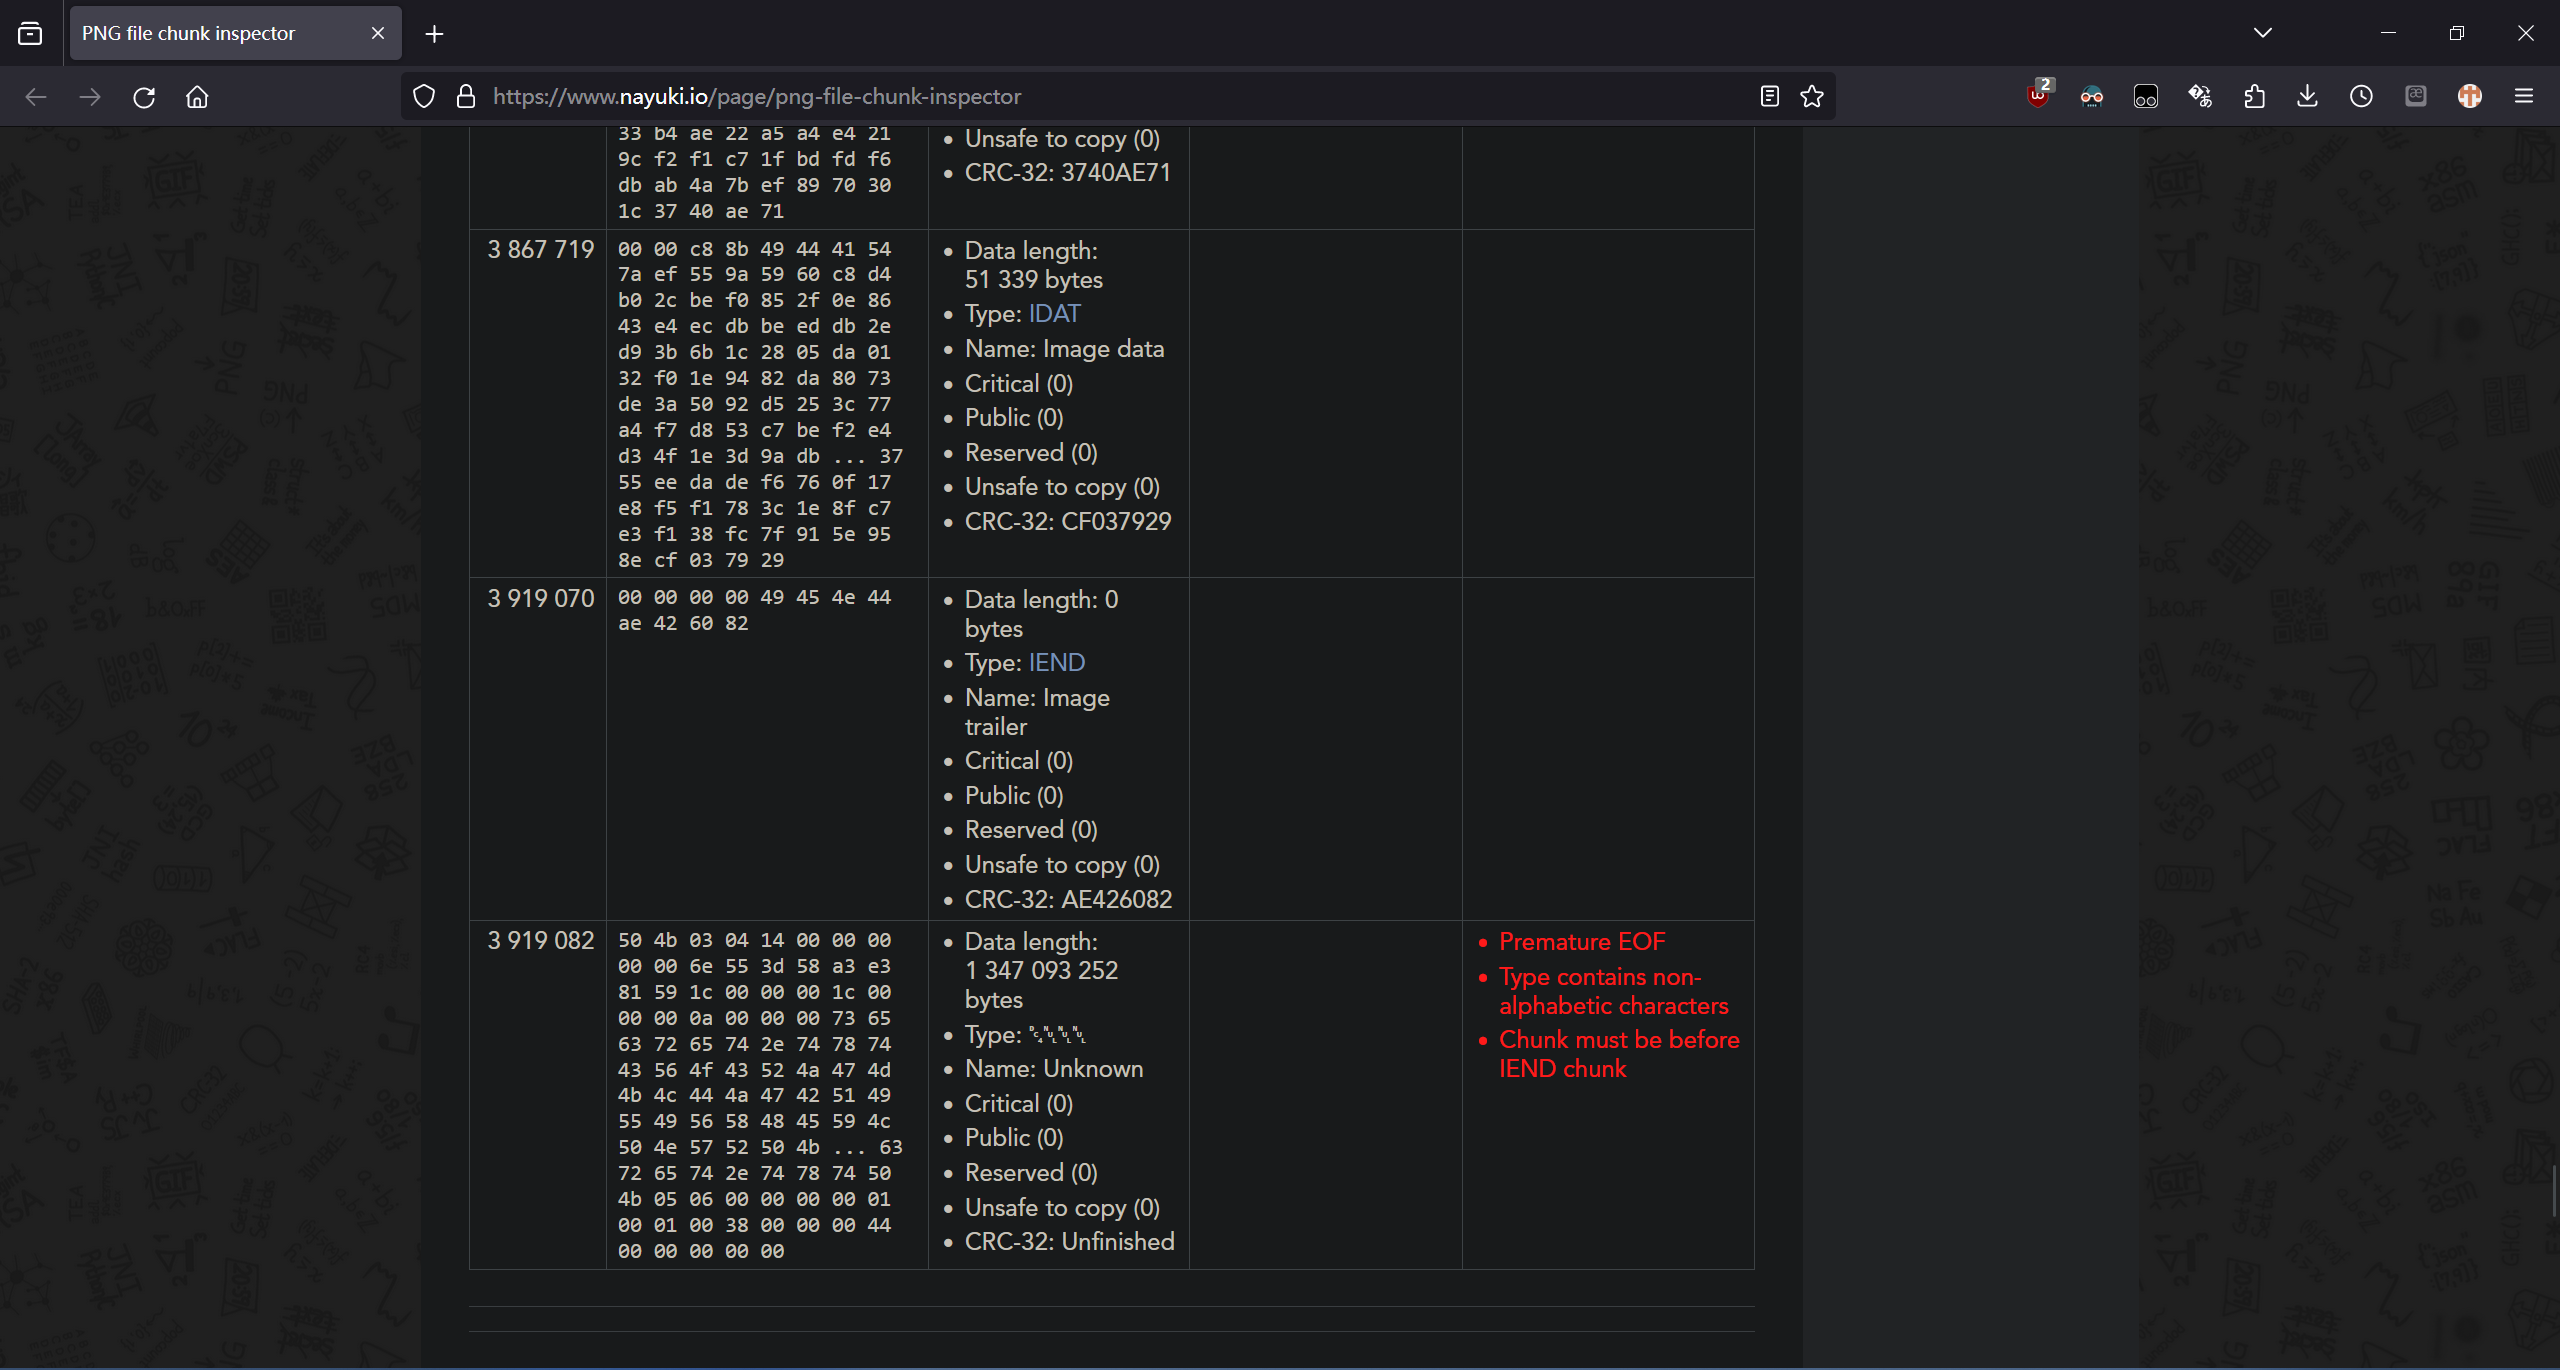 PNG file chunk inspector
2
https://www.nayuki.io/page/png-file-chunk-inspector
33 b4 ae 22 a5 a4 e4 21
9c f2 f1 c7 1f bd fd f6
db ab 4a 7b ef 89 70 30
1c 37 40 ae 71
• Unsafe to copy (0)
• CRC-32: 3740AE71
3 867 719
00 00 c8 8b 49 44 41 54
7a ef 55 9a 59 60 c8 d4
b0 2c be f0 85 2f 0e 86
43 e4 ec db be ed db 2e
d9 3b 6b 1c 28 05 da 01
32 f0 1e 94 82 da 80 73
de 3a 50 92 d5 25 3c 77
a4 f7 d8 53 c7 be f2 e4
d3 4f 1e 3d 9a db ... 37
55 ee da de f6 76 0f 17
e8 f5 f1 78 3c 1e 8f c7
e3 f1 38 fc 7f 91 5e 95
8e cf 03 79 29
• Data length:
51 339 bytes
• Type: IDAT
• Name: Image data
• Critical (0)
• Public (0)
• Reserved (0)
• Unsafe to copy (0)
• CRC-32: CF037929
3 919 070
00 00 00 00 49 45 4e 44
ae 42 60 82
• Data length: 0
bytes
• Type: IEND
• Name: Image
trailer
• Critical (0)
• Public (0)
• Reserved (0)
• Unsafe to copy (0)
• CRC-32: AE426082
3 919 082
50 4b 03 04 14 00 00 00
00 00 6e 55 3d 58 a3 e3
81 59 1c 00 00 00 1c 00
00 00 0a 00 00 00 73 65
63 72 65 74 2e 74 78 74
43 56 4f 43 52 4a 47 4d
4b 4c 44 4a 47 42 51 49
55 49 56 58 48 45 59 4c
50 4e 57 52 50 4b ... 63
72 65 74 2e 74 78 74 50
4b 05 06 00 00 00 00 01
00 01 00 38 00 00 00 44
00 00 00 00 00
• Data length:
1 347 093 252
bytes
• Type: ␔␀␀␀
• Name: Unknown
• Critical (0)
• Public (0)
• Reserved (0)
• Unsafe to copy (0)
• CRC-32: Unfinished
• Premature EOF
• Type contains non-
alphabetic characters
• Chunk must be before
IEND chunk